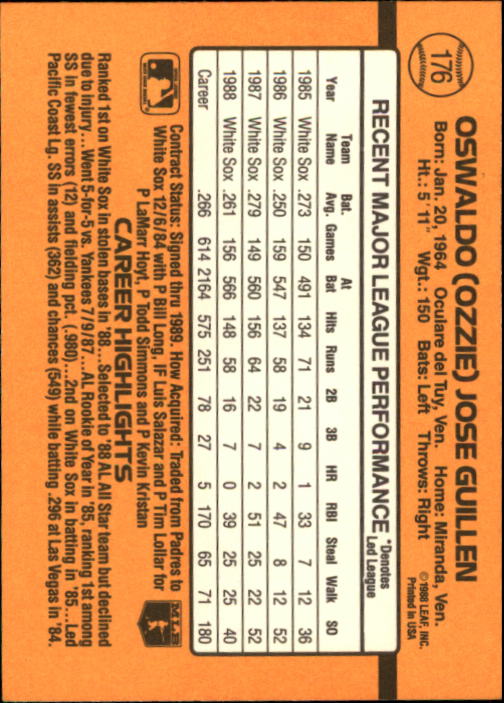 176
OSWALDO (OZZIE) JOSE GUILLEN
Born: Jan. 20, 1964 Oculare del Tuy, Ven. Home: Miranda, Ven.
Ht.: 5' 11" Wgt.: 150 Bats: Left Throws: Right
©1988 LEAF, INC.
Printed in USA
RECENT MAJOR LEAGUE PERFORMANCE *Denotes Led League
Year Team Name Bat. Avg. Games At Bat Hits Runs 2B 3B HR RBI Steal Walk SO
1985 White Sox .273 150 491 134 71 21 9 1 33 7 12 36
1986 White Sox .250 159 547 137 58 19 4 2 47 8 12 52
1987 White Sox .279 149 560 156 64 22 7 2 51 25 22 52
1988 White Sox .261 156 566 148 58 16 7 0 39 25 25 40
Career .266 614 2164 575 251 78 27 5 170 65 71 180
Contract Status: Signed thru 1989. How Acquired: Traded from Padres to
White Sox 12/6/84 with P Bill Long, IF Luis Salazar and P Tim Lollar for
P LaMarr Hoyt, P Todd Simmons and P Kevin Kristan
MLB
CAREER HIGHLIGHTS
Ranked 1st on White Sox in stolen bases in '88...Selected to '88 AL All Star team but declined
due to injury...Went 5-for-5 vs. Yankees 7/9/87...AL Rookie of Year in '85, ranking 1st among
SS in fewest errors (12) and fielding pct. (.980)...2nd on White Sox in batting in '85...Led
Pacific Coast Lg. SS in assists (362) and chances (549) while batting .296 at Las Vegas in '84.